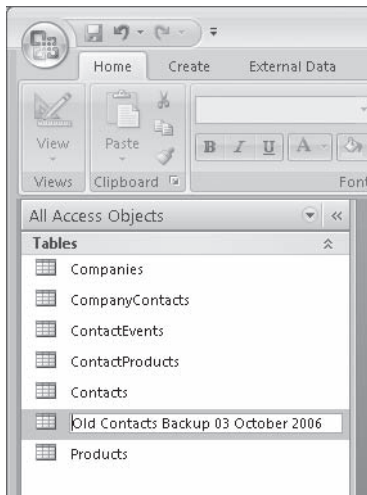 Home Create External Data
View Paste B I U A
Views Clipboard Font
All Access Objects
Tables
Companies
CompanyContacts
ContactEvents
ContactProducts
Contacts
Old Contacts Backup 03 October 2006
Products